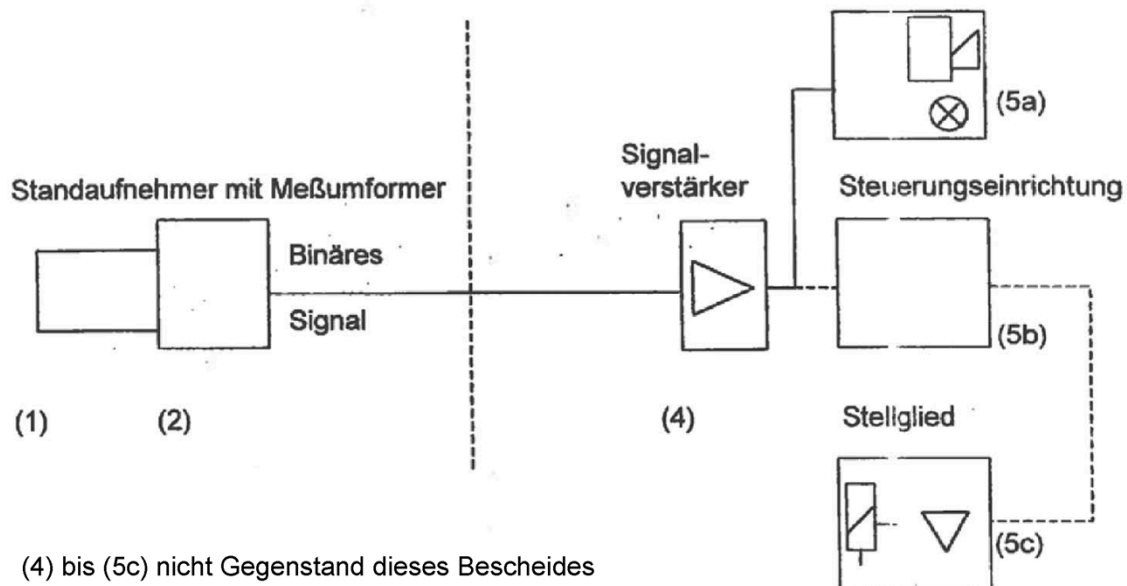 (5a)
Signal-
verstärker
Standaufnehmer mit Meßumformer
Steuerungseinrichtung
Binäres
Signal
(5b)
(1)
(2)
(4)
Stellglied
(5c)
(4) bis (5c) nicht Gegenstand dieses Bescheides